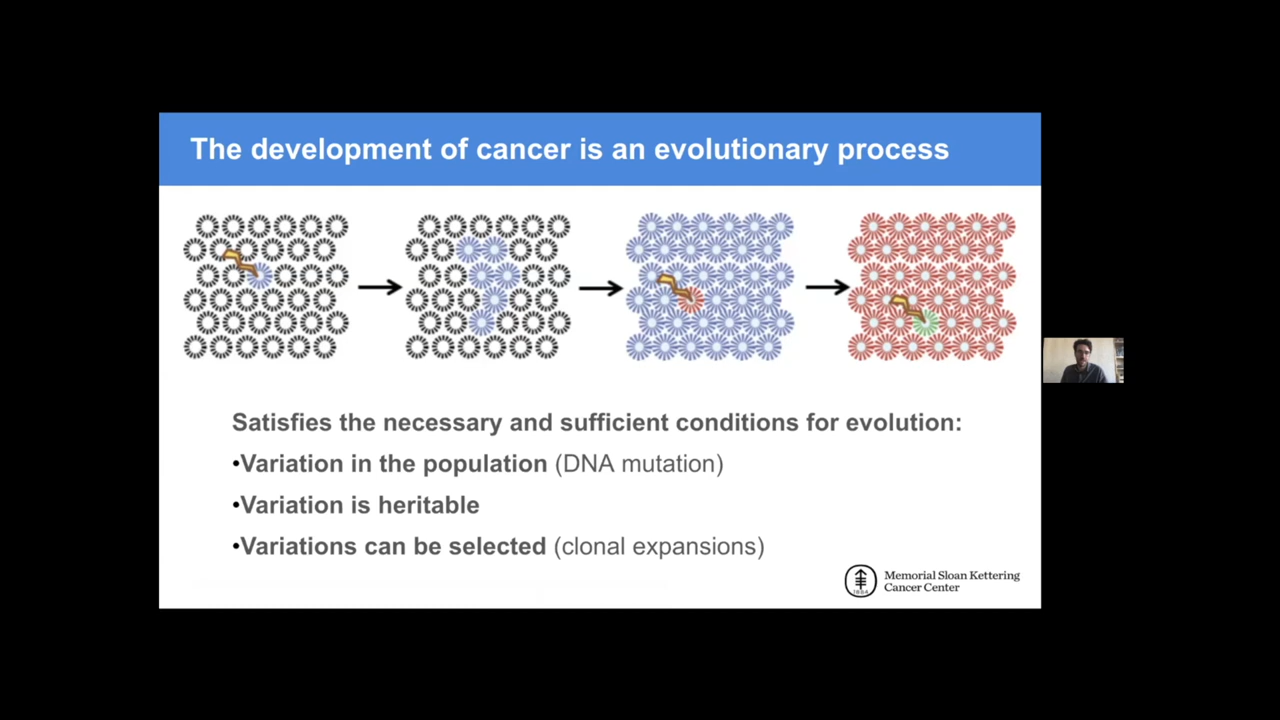 The development of cancer is an evolutionary process
Satisfies the necessary and sufficient conditions for evolution:
•Variation in the population (DNA mutation)
•Variation is heritable
•Variations can be selected (clonal expansions)
Memorial Sloan Kettering
Cancer Center
1884